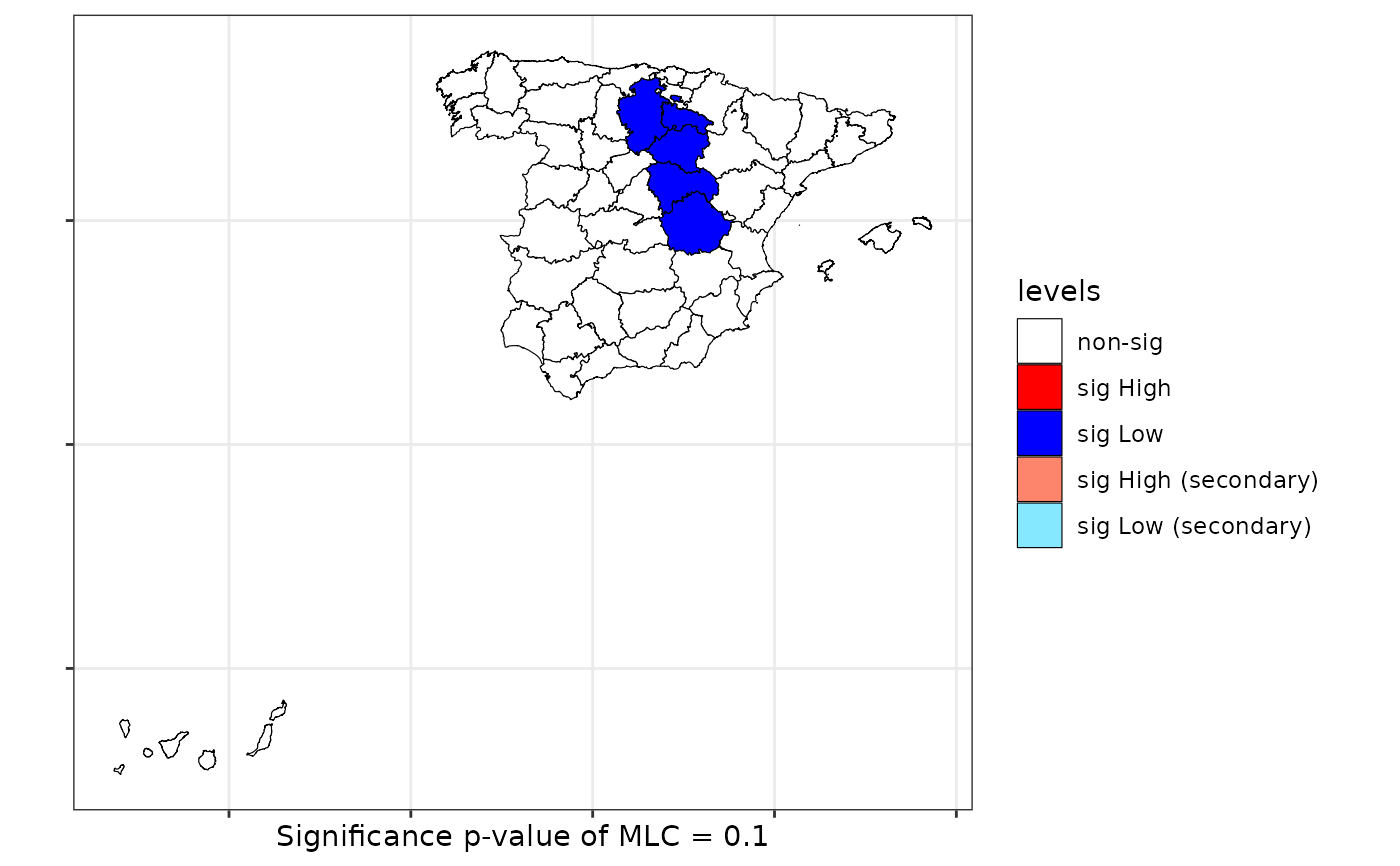 levels
non-sig
sig High
sig Low
sig High (secondary)
sig Low (secondary)
Significance p-value of MLC = 0.1